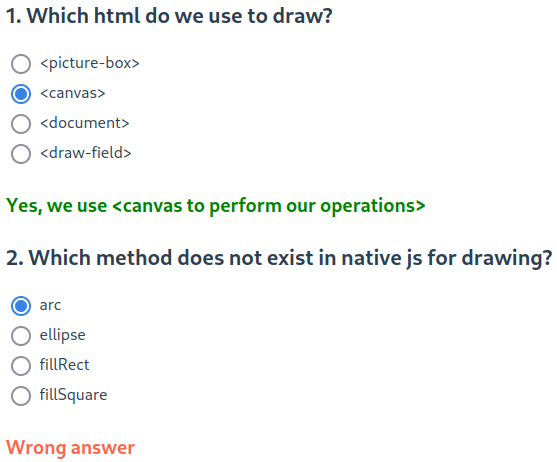 1. Which html do we use to draw?
<picture-box>
<canvas>
<document>
<draw-field>
Yes, we use <canvas to perform our operations>
2. Which method does not exist in native js for drawing?
arc
ellipse
fillRect
fillSquare
Wrong answer